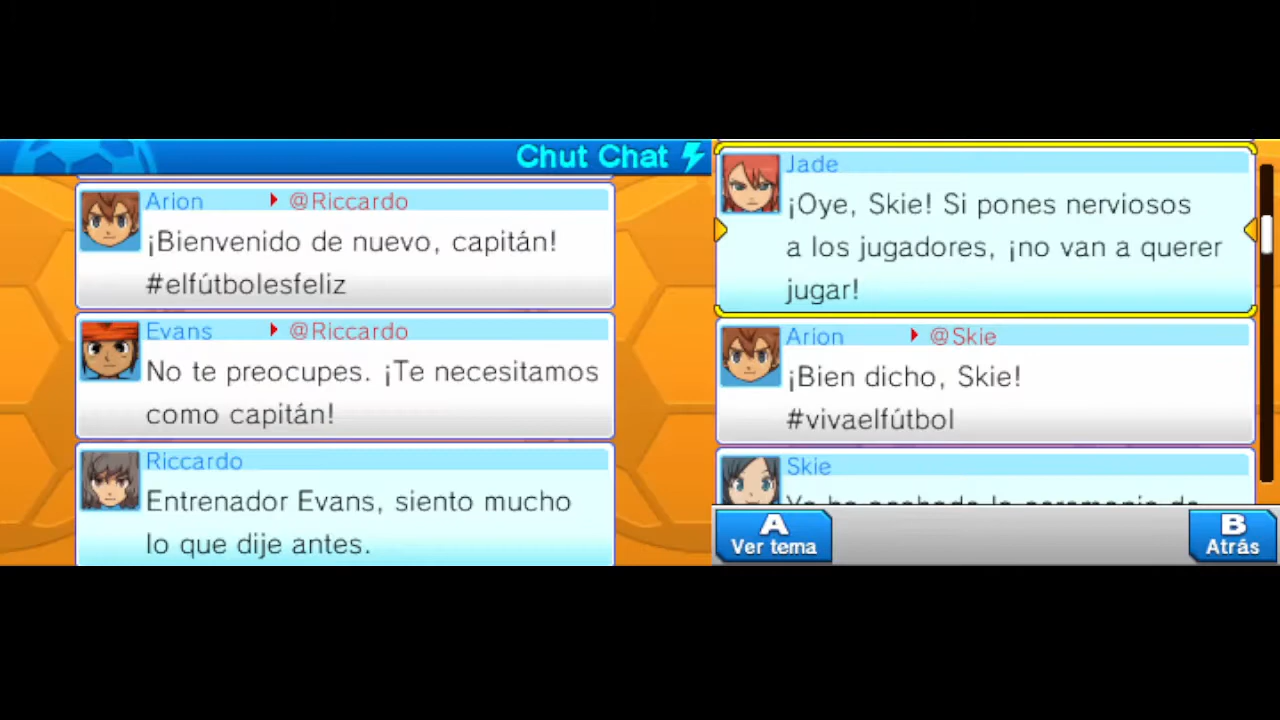 Chut Chat
Arion @Riccardo
¡Bienvenido de nuevo, capitán!
#elfútbolesfeliz
Evans @Riccardo
No te preocupes. ¡Te necesitamos
como capitán!
Riccardo
Entrenador Evans, siento mucho
lo que dije antes.
Jade
¡Oye, Skie! Si pones nerviosos
a los jugadores, ¡no van a querer
jugar!
Arion @Skie
¡Bien dicho, Skie!
#vivaelfútbol
Skie
A
Ver tema
B
Atrás